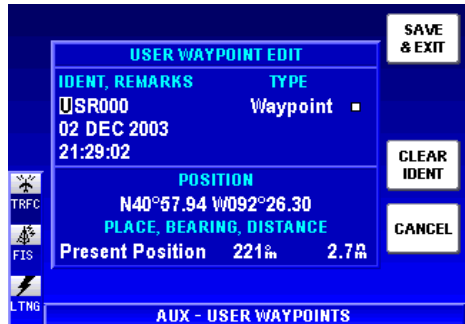 SAVE
& EXIT
USER WAYPOINT EDIT
IDENT, REMARKS TYPE
USR000 Waypoint
02 DEC 2003
21:29:02
CLEAR
IDENT
POSITION
N40°57.94 W092°26.30
PLACE, BEARING, DISTANCE
Present Position 221°m 2.7nm
CANCEL
TRFC
FIS
LTNG
AUX - USER WAYPOINTS